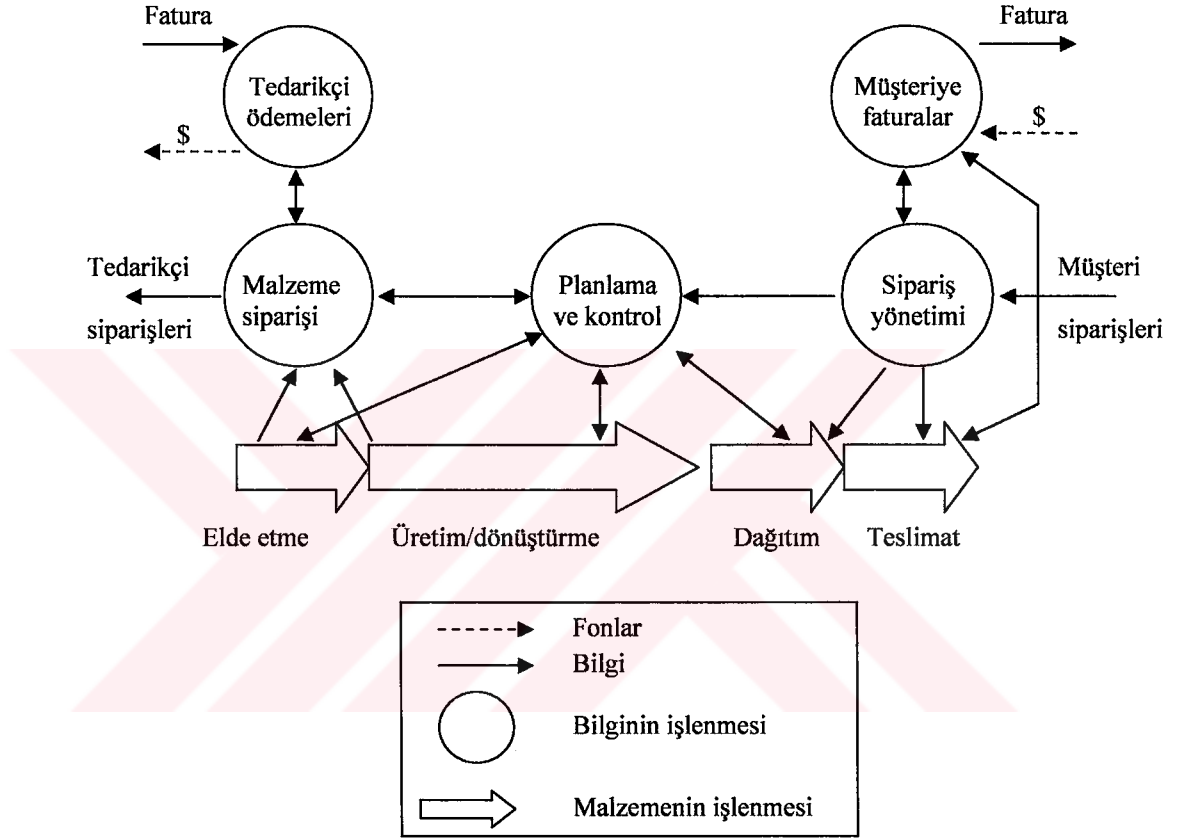 Fatura
Fatura
Tedarikçi
ödemeleri
Müşteriye
faturalar
$
$
Tedarikçi
siparişleri
Malzeme
siparişi
Planlama
ve kontrol
Sipariş
yönetimi
Müşteri
siparişleri
Elde etme
Üretim/dönüştürme
Dağıtım
Teslimat
Fonlar
Bilgi
Bilginin işlenmesi
Malzemenin işlenmesi